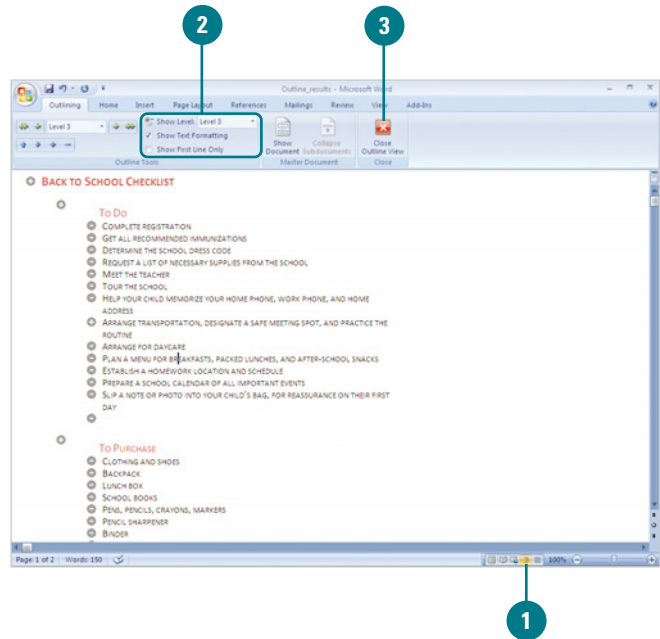 2
3
Outline_results - Microsoft Word
Outlining Home Insert Page Layout References Mailings Review View Add-Ins
Level 3
Show Level: Level 3
Show Text Formatting
Show First Line Only
Outline Tools
Show
Document
Collapse
Subdocuments
Master Document
Close
Outline View
Close
BACK TO SCHOOL CHECKLIST
TO DO
COMPLETE REGISTRATION
GET ALL RECOMMENDED IMMUNIZATIONS
DETERMINE THE SCHOOL DRESS CODE
REQUEST A LIST OF NECESSARY SUPPLIES FROM THE SCHOOL
MEET THE TEACHER
TOUR THE SCHOOL
HELP YOUR CHILD MEMORIZE YOUR HOME PHONE, WORK PHONE, AND HOME
ADDRESS
ARRANGE TRANSPORTATION, DESIGNATE A SAFE MEETING SPOT, AND PRACTICE THE
ROUTINE
ARRANGE FOR DAYCARE
PLAN A MENU FOR BREAKFASTS, PACKED LUNCHES, AND AFTER-SCHOOL SNACKS
ESTABLISH A HOMEWORK LOCATION AND SCHEDULE
PREPARE A SCHOOL CALENDAR OF ALL IMPORTANT EVENTS
SLIP A NOTE OR PHOTO INTO YOUR CHILD'S BAG, FOR REASSURANCE ON THEIR FIRST
DAY
TO PURCHASE
CLOTHING AND SHOES
BACKPACK
LUNCH BOX
SCHOOL BOOKS
PENS, PENCILS, CRAYONS, MARKERS
PENCIL SHARPENER
BINDER
Page: 1 of 2 Words: 150 100%
1